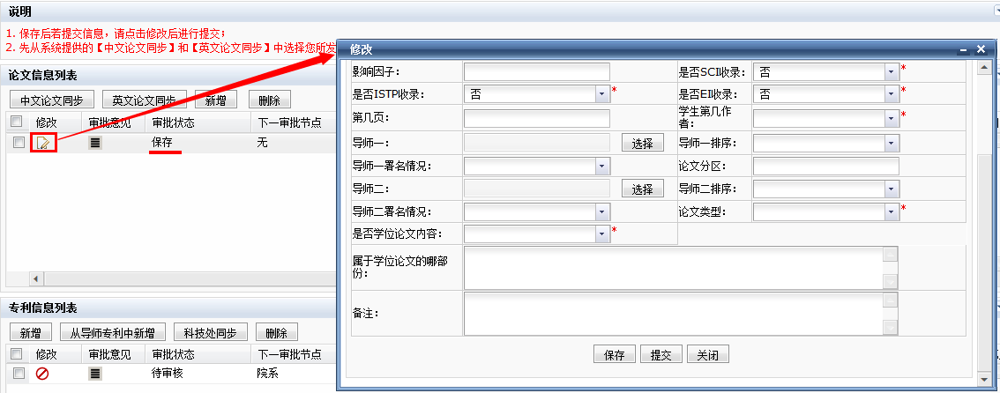 说明
1. 保存后若提交信息，请点击修改后进行提交；
2. 先从系统提供的【中文论文同步】和【英文论文同步】中选择您所发
论文信息列表
中文论文同步 英文论文同步 新增 删除
修改 审批意见 审批状态 下一审批节点
保存 无
专利信息列表
新增 从导师专利中新增 科技处同步 删除
修改 审批意见 审批状态 下一审批节点
待审核 院系
修改
影响因子： 是否SCI收录： 否 *
是否ISTP收录： 否 * 是否EI收录： 否 *
第几页： 学生第几作
者： *
导师一： 选择 导师一排序：
导师一署名情况： 论文分区：
导师二： 选择 导师二排序：
导师二署名情况： 论文类型： *
是否学位论文内容： *
属于学位论文的哪部
份：
备注：
保存 提交 关闭